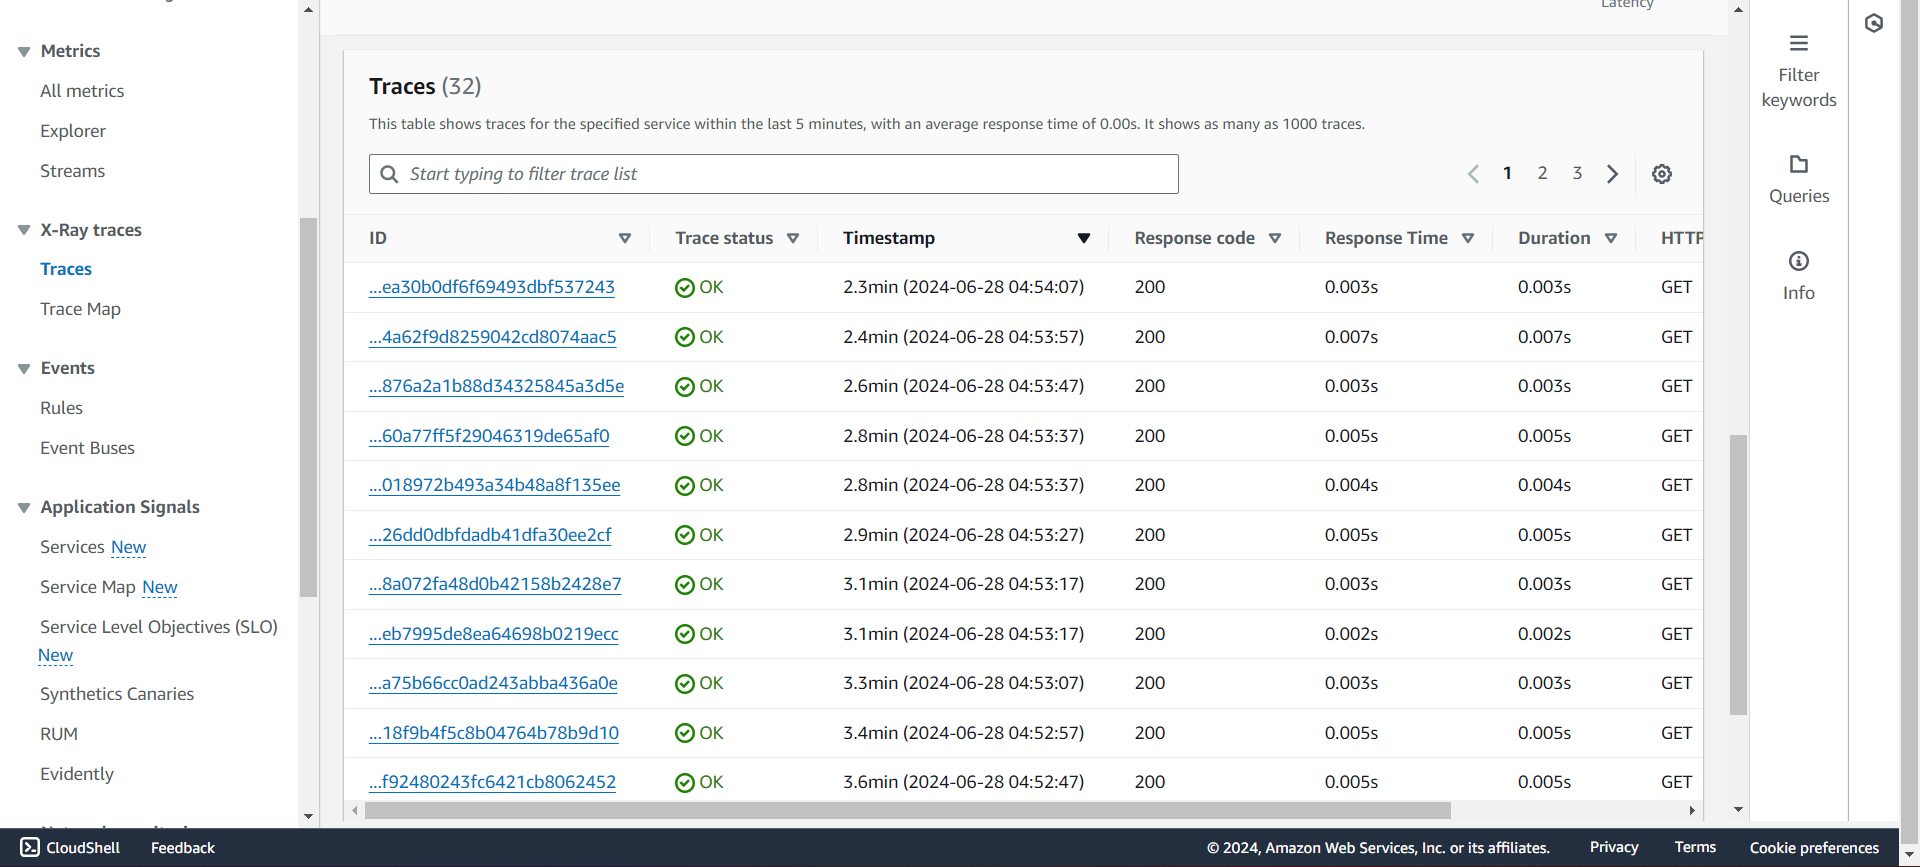 Metrics
All metrics
Explorer
Streams
X-Ray traces
Traces
Trace Map
Events
Rules
Event Buses
Application Signals
Services New
Service Map New
Service Level Objectives (SLO)
New
Synthetics Canaries
RUM
Evidently
Latency
Traces (32)
This table shows traces for the specified service within the last 5 minutes, with an average response time of 0.00s. It shows as many as 1000 traces.
Start typing to filter trace list
1 2 3
ID Trace status Timestamp Response code Response Time Duration HTTP
...ea30b0df6f69493dbf537243 OK 2.3min (2024-06-28 04:54:07) 200 0.003s 0.003s GET
...4a62f9d8259042cd8074aac5 OK 2.4min (2024-06-28 04:53:57) 200 0.007s 0.007s GET
...876a2a1b88d34325845a3d5e OK 2.6min (2024-06-28 04:53:47) 200 0.003s 0.003s GET
...60a77ff5f29046319de65af0 OK 2.8min (2024-06-28 04:53:37) 200 0.005s 0.005s GET
...018972b493a34b48a8f135ee OK 2.8min (2024-06-28 04:53:37) 200 0.004s 0.004s GET
...26dd0dbfdadb41dfa30ee2cf OK 2.9min (2024-06-28 04:53:27) 200 0.005s 0.005s GET
...8a072fa48d0b42158b2428e7 OK 3.1min (2024-06-28 04:53:17) 200 0.003s 0.003s GET
...eb7995de8ea64698b0219ecc OK 3.1min (2024-06-28 04:53:17) 200 0.002s 0.002s GET
...a75b66cc0ad243abba436a0e OK 3.3min (2024-06-28 04:53:07) 200 0.003s 0.003s GET
...18f9b4f5c8b04764b78b9d10 OK 3.4min (2024-06-28 04:52:57) 200 0.005s 0.005s GET
...f92480243fc6421cb8062452 OK 3.6min (2024-06-28 04:52:47) 200 0.005s 0.005s GET
Filter
keywords
Queries
Info
CloudShell Feedback © 2024, Amazon Web Services, Inc. or its affiliates. Privacy Terms Cookie preferences